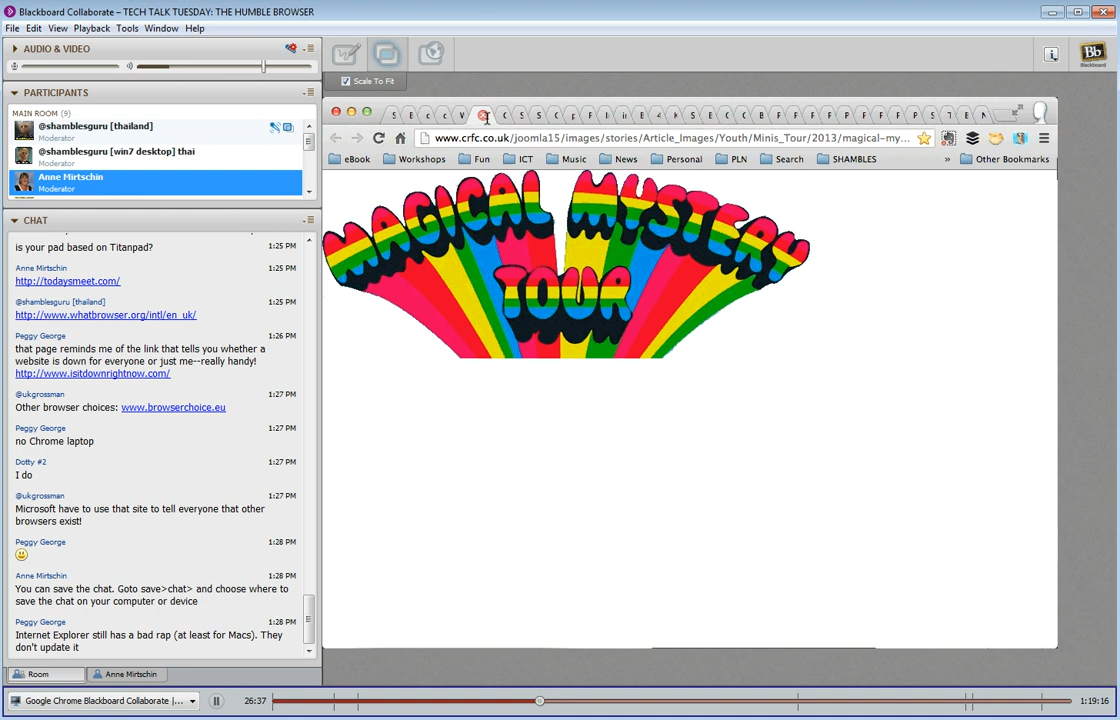 Blackboard Collaborate – TECH TALK TUESDAY: THE HUMBLE BROWSER
File Edit View Playback Tools Window Help
AUDIO & VIDEO
PARTICIPANTS
MAIN ROOM (9)
@shamblesguru [thailand]
Moderator
@shamblesguru [win7 desktop] thai
Moderator
Anne Mirtschin
Moderator
CHAT
is your pad based on Titanpad?
1:25 PM
Anne Mirtschin 1:25 PM
http://todaysmeet.com/
@shamblesguru [thailand] 1:25 PM
http://www.whatbrowser.org/intl/en_uk/
Peggy George 1:26 PM
that page reminds me of the link that tells you whether a
website is down for everyone or just me--really handy!
http://www.isitdownrightnow.com/
@ukgrossman 1:27 PM
Other browser choices: www.browserchoice.eu
Peggy George 1:27 PM
no Chrome laptop
Dotty #2 1:27 PM
I do
@ukgrossman 1:27 PM
Microsoft have to use that site to tell everyone that other
browsers exist!
Peggy George 1:28 PM
Anne Mirtschin 1:28 PM
You can save the chat. Goto save>chat> and choose where to
save the chat on your computer or device
Peggy George 1:28 PM
Internet Explorer still has a bad rap (at least for Macs). They
don't update it
Room Anne Mirtschin
Google Chrome Blackboard Collaborate |...
26:37
1:19:16
Scale To Fit
Bb
Blackboard
www.crfc.co.uk/joomla15/images/stories/Article_Images/Youth/Minis_Tour/2013/magical-my...
eBook Workshops Fun ICT Music News Personal PLN Search SHAMBLES » Other Bookmarks
MAGICAL MYSTERY
TOUR